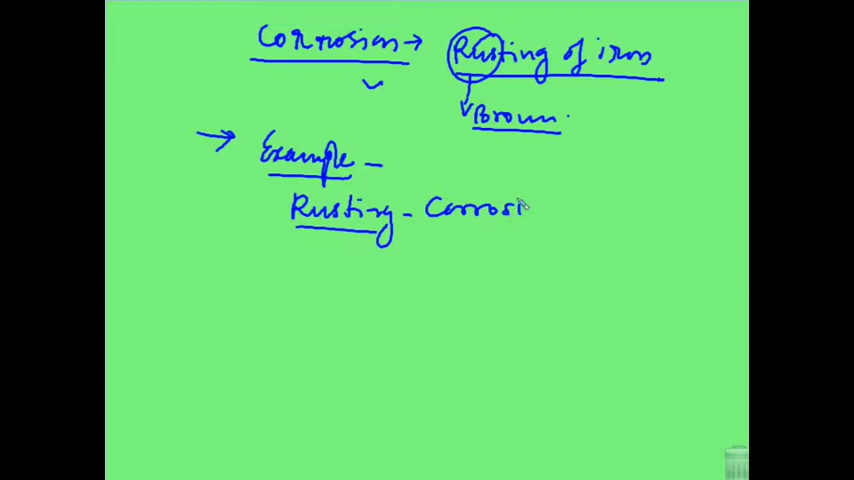 Corrosion → Rusting of iron
Brown.
→ Example -
Rusting - Corrosi